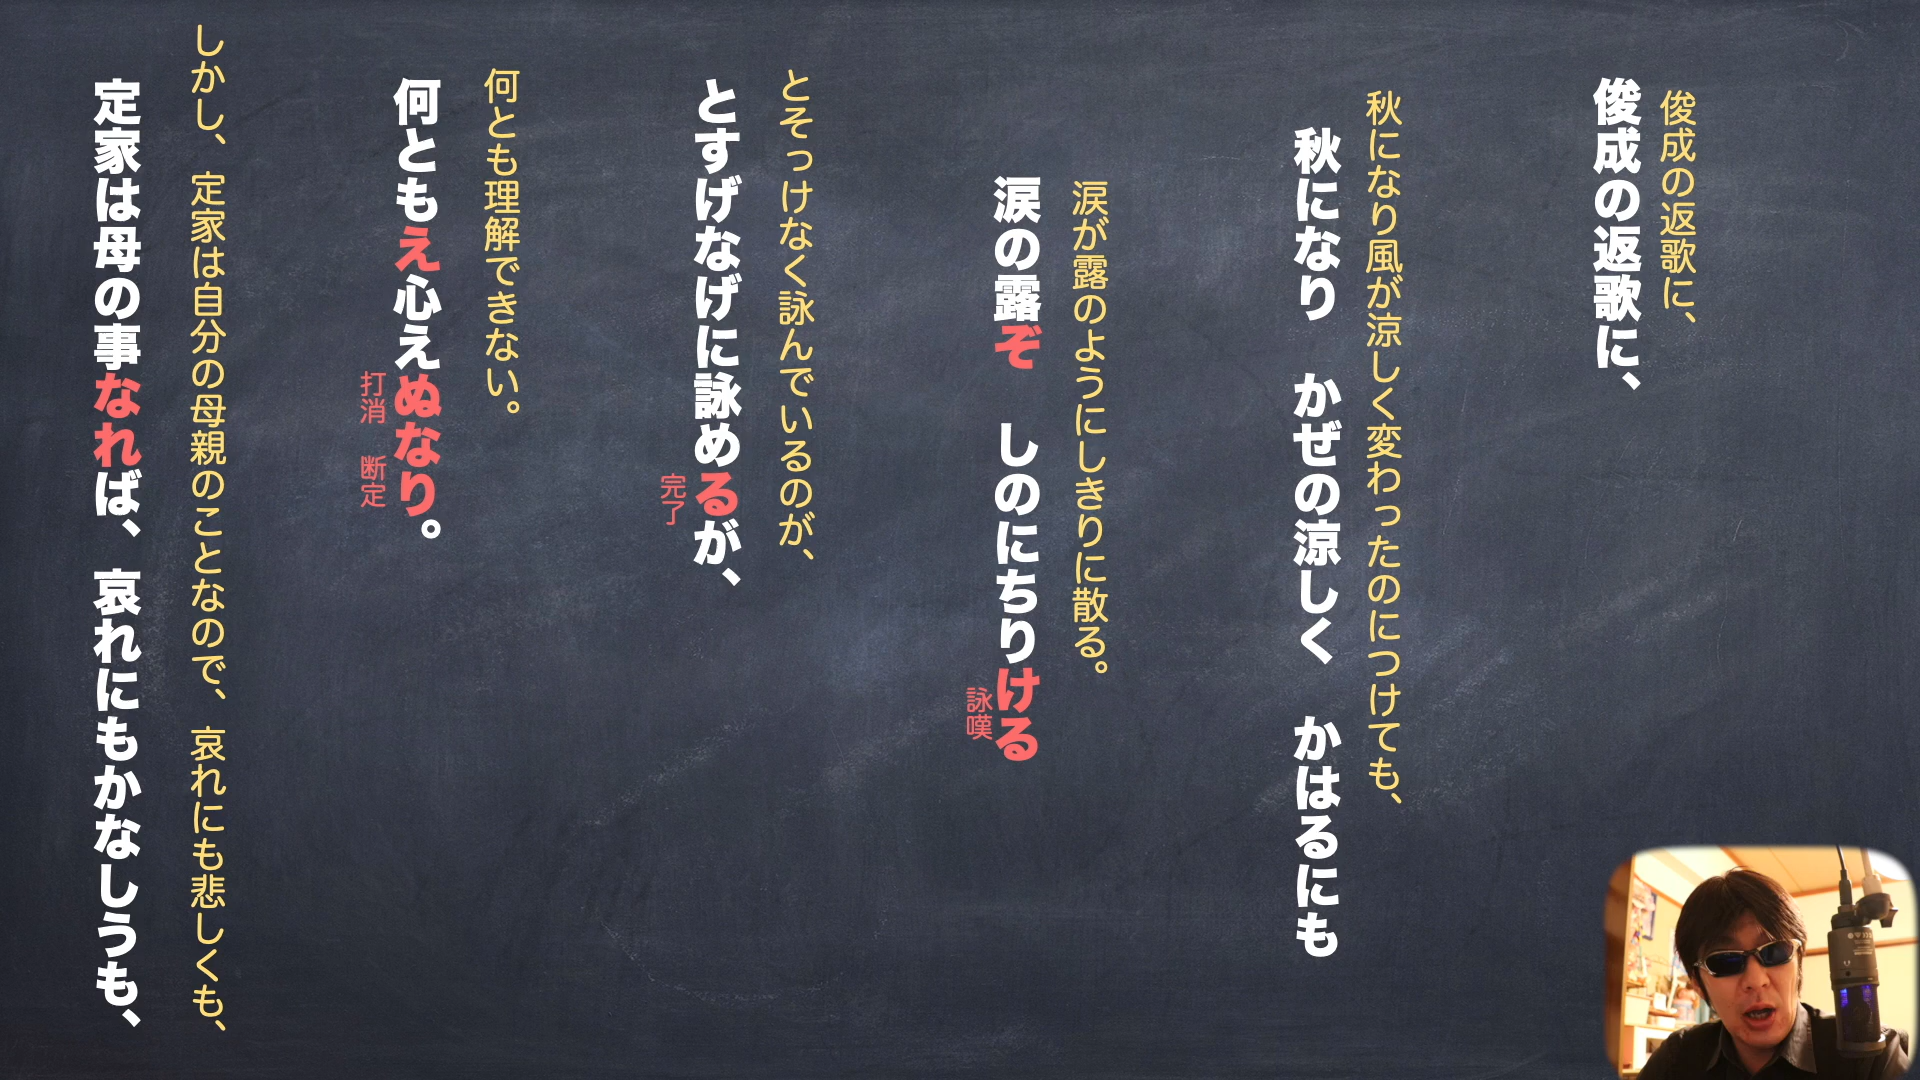 俊成の返歌に、
俊成の返歌に、
秋になり風が涼しく変わったのにつけても、
秋になり　かぜの涼しく　かはるにも
涙が露のようにしきりに散る。
涙の露ぞ　しのにちりける
詠嘆
とそっけなく詠んでいるのが、
とすげなげに詠めるが、
完了
何とも理解できない。
何ともえ心えぬなり。
打消　断定
しかし、定家は自分の母親のことなので、哀れにも悲しくも、
定家は母の事なれば、哀れにもかなしうも、